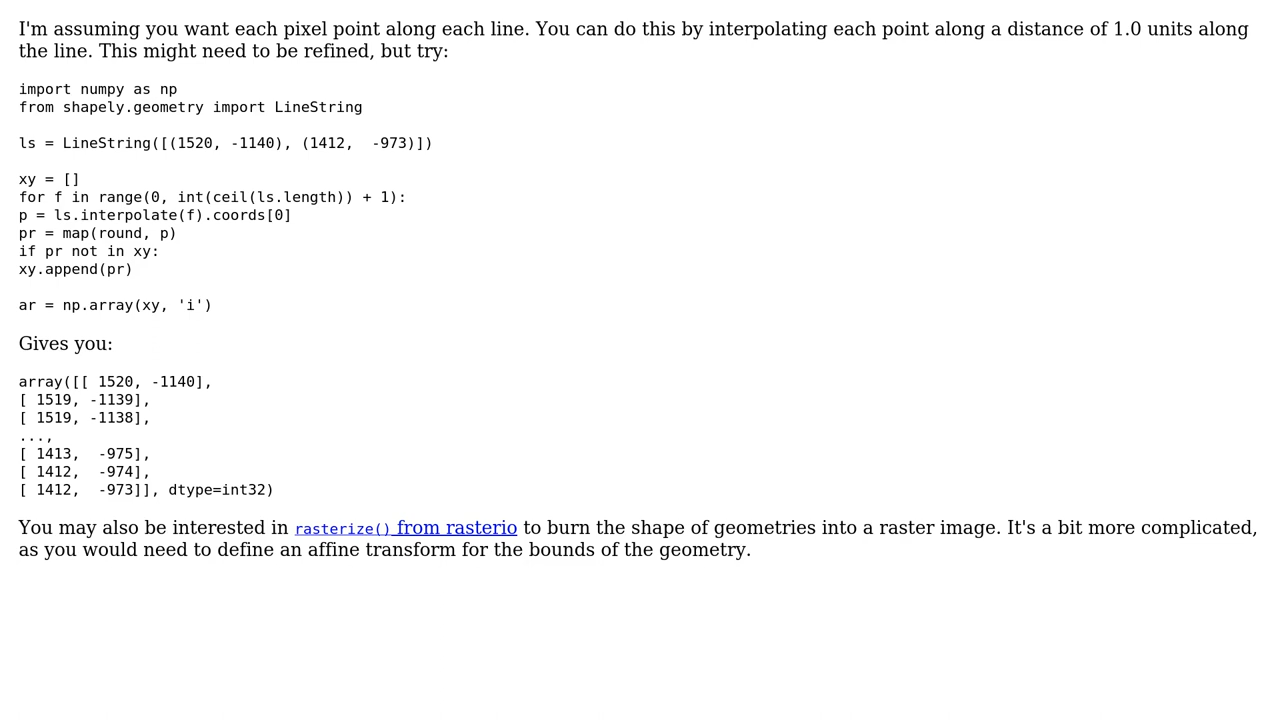 I'm assuming you want each pixel point along each line. You can do this by interpolating each point along a distance of 1.0 units along
the line. This might need to be refined, but try:
import numpy as np
from shapely.geometry import LineString
ls = LineString([(1520, -1140), (1412,  -973)])
xy = []
for f in range(0, int(ceil(ls.length)) + 1):
p = ls.interpolate(f).coords[0]
pr = map(round, p)
if pr not in xy:
xy.append(pr)
ar = np.array(xy, 'i')
Gives you:
array([[ 1520, -1140],
[ 1519, -1139],
[ 1519, -1138],
...,
[ 1413,  -975],
[ 1412,  -974],
[ 1412,  -973]], dtype=int32)
You may also be interested in rasterize() from rasterio to burn the shape of geometries into a raster image. It's a bit more complicated,
as you would need to define an affine transform for the bounds of the geometry.